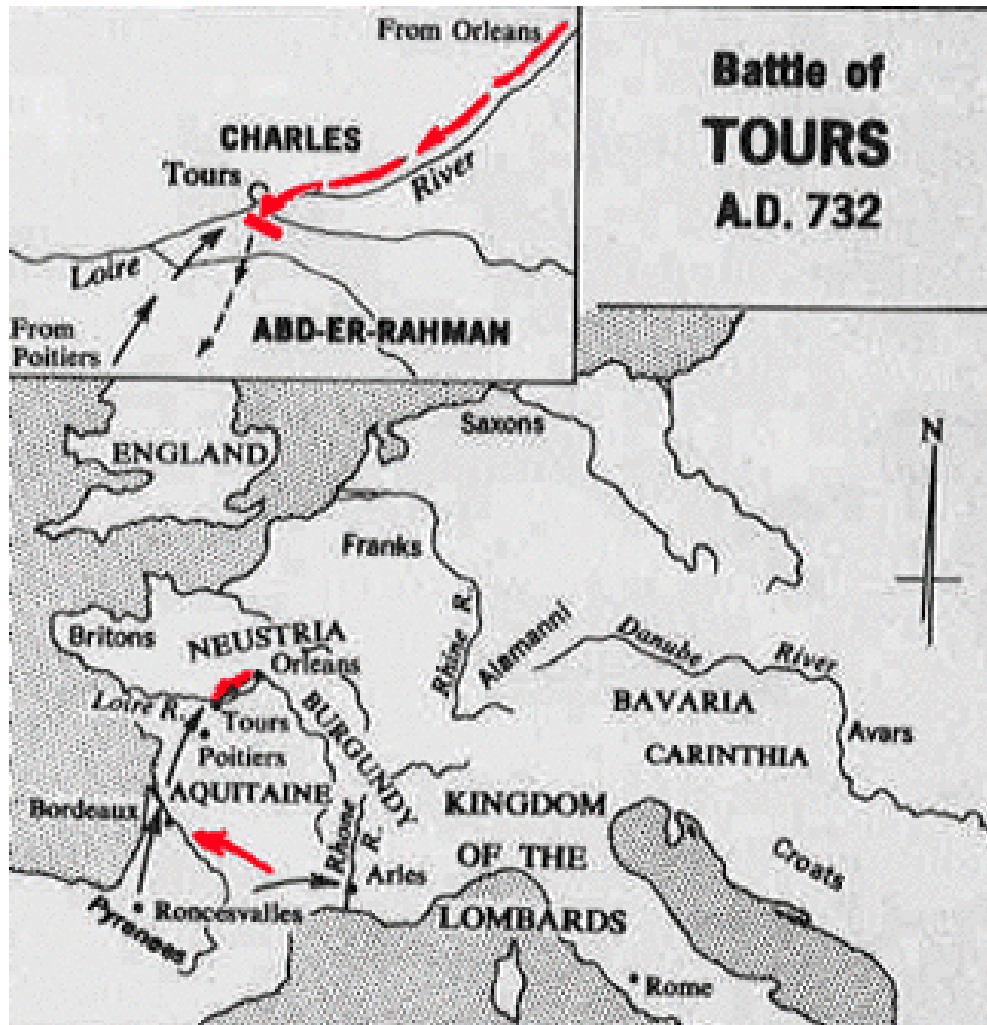 From Orleans
CHARLES
Tours
River
Loire
From
Poitiers
ABD-ER-RAHMAN
Battle of
TOURS
A.D. 732
ENGLAND
Saxons
N
Franks
Britons
NEUSTRIA
Orleans
Rhine R.
Alamanni
Danube River
Loire R.
Tours
BURGUNDY
BAVARIA
Avars
Poitiers
CARINTHIA
AQUITAINE
Bordeaux
Rhone R.
KINGDOM
OF THE
LOMBARDS
Croats
Arles
Roncesvalles
Pyrenees
Rome